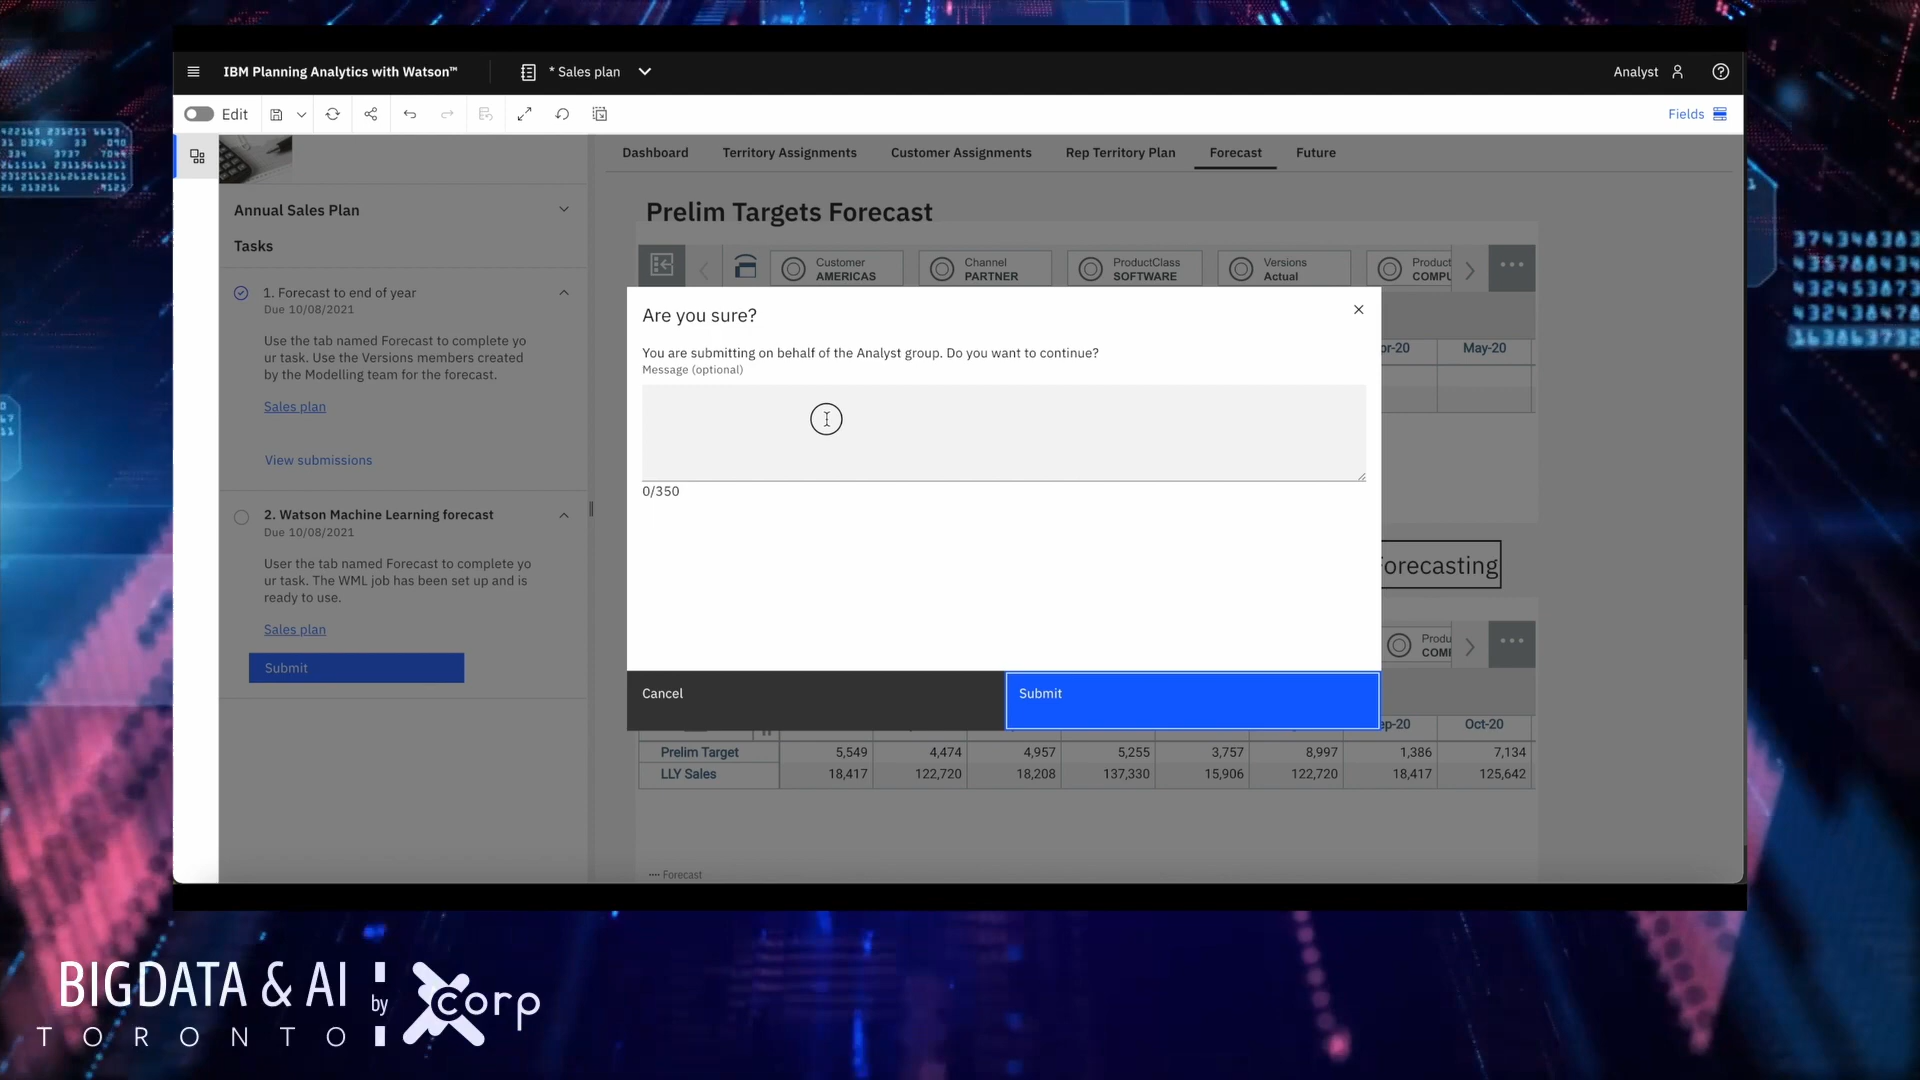 IBM Planning Analytics with Watson™
* Sales plan
Analyst
Edit
Fields
Dashboard
Territory Assignments
Customer Assignments
Rep Territory Plan
Forecast
Future
Annual Sales Plan
Tasks
1. Forecast to end of year
Due 10/08/2021
Use the tab named Forecast to complete yo
ur task. Use the Versions members created
by the Modelling team for the forecast.
Sales plan
View submissions
2. Watson Machine Learning forecast
Due 10/08/2021
User the tab named Forecast to complete yo
ur task. The WML job has been set up and is
ready to use.
Sales plan
Submit
Prelim Targets Forecast
Customer
AMERICAS
Channel
PARTNER
ProductClass
SOFTWARE
Versions
Actual
Product
COMPU
pr-20
May-20
Are you sure?
You are submitting on behalf of the Analyst group. Do you want to continue?
Message (optional)
0/350
Cancel
Submit
orecasting
Produ
COMI
ep-20
Oct-20
Prelim Target 5,549 4,474 4,957 5,255 3,757 8,997 1,386 7,134
LLY Sales 18,417 122,720 18,208 137,330 15,906 122,720 18,417 125,642
Forecast
BIGDATA & AI
TORONTO
by
corp